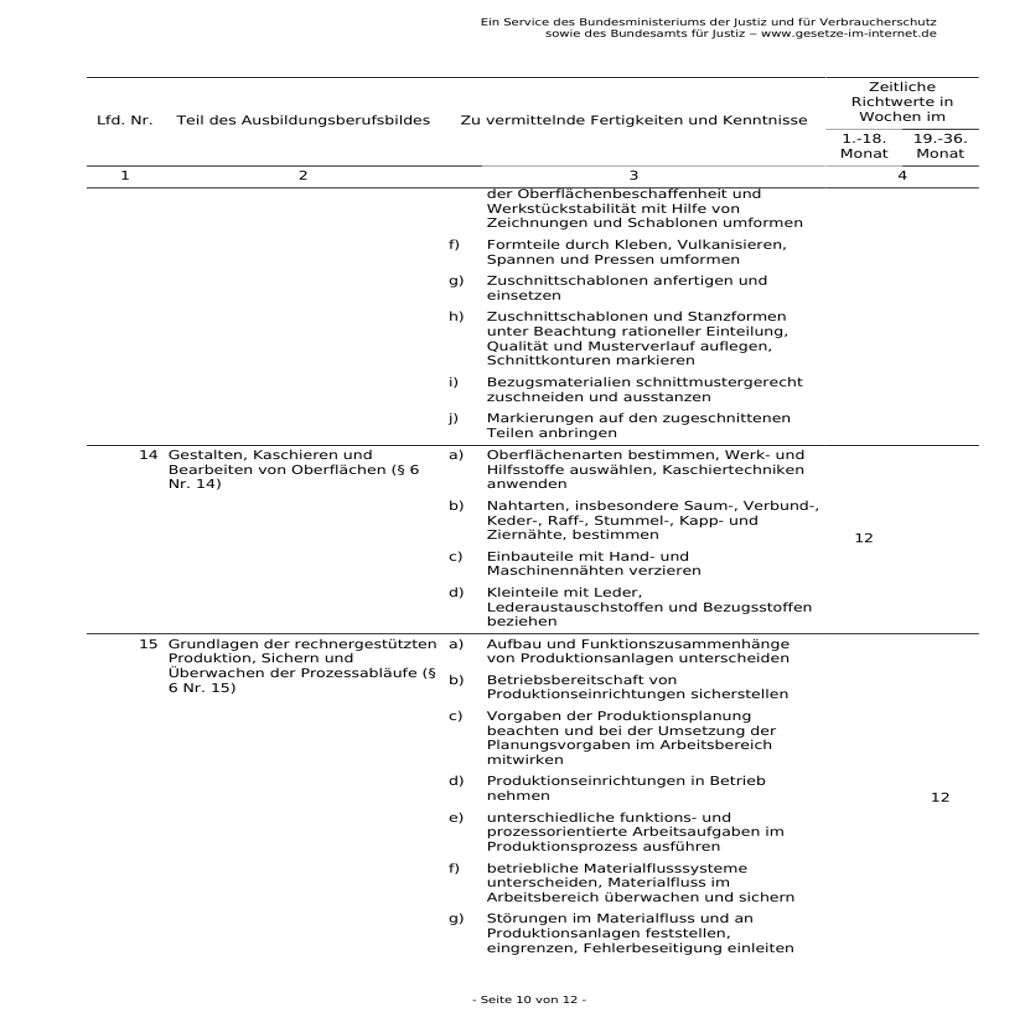 Ein Service des Bundesministeriums der Justiz und für Verbraucherschutz
sowie des Bundesamts für Justiz – www.gesetze-im-internet.de
Lfd. Nr. Teil des Ausbildungsberufsbildes Zu vermittelnde Fertigkeiten und Kenntnisse
Zeitliche
Richtwerte in
Wochen im
1.-18. 19.-36.
Monat Monat
1 2 3 4
der Oberflächenbeschaffenheit und
Werkstückstabilität mit Hilfe von
Zeichnungen und Schablonen umformen
f) Formteile durch Kleben, Vulkanisieren,
Spannen und Pressen umformen
g) Zuschnittschablonen anfertigen und
einsetzen
h) Zuschnittschablonen und Stanzformen
unter Beachtung rationeller Einteilung,
Qualität und Musterverlauf auflegen,
Schnittkonturen markieren
i) Bezugsmaterialien schnittmustergerecht
zuschneiden und ausstanzen
j) Markierungen auf den zugeschnittenen
Teilen anbringen
14 Gestalten, Kaschieren und
Bearbeiten von Oberflächen (§ 6
Nr. 14)
a) Oberflächenarten bestimmen, Werk- und
Hilfsstoffe auswählen, Kaschiertechniken
anwenden
b) Nahtarten, insbesondere Saum-, Verbund-,
Keder-, Raff-, Stummel-, Kapp- und
Ziernähte, bestimmen
c) Einbauteile mit Hand- und
Maschinennähten verzieren
d) Kleinteile mit Leder,
Lederaustauschstoffen und Bezugsstoffen
beziehen
12
15 Grundlagen der rechnergestützten
Produktion, Sichern und
Überwachen der Prozessabläufe (§
6 Nr. 15)
a) Aufbau und Funktionszusammenhänge
von Produktionsanlagen unterscheiden
b) Betriebsbereitschaft von
Produktionseinrichtungen sicherstellen
c) Vorgaben der Produktionsplanung
beachten und bei der Umsetzung der
Planungsvorgaben im Arbeitsbereich
mitwirken
d) Produktionseinrichtungen in Betrieb
nehmen
e) unterschiedliche funktions- und
prozessorientierte Arbeitsaufgaben im
Produktionsprozess ausführen
f) betriebliche Materialflusssysteme
unterscheiden, Materialfluss im
Arbeitsbereich überwachen und sichern
g) Störungen im Materialfluss und an
Produktionsanlagen feststellen,
eingrenzen, Fehlerbeseitigung einleiten
12
- Seite 10 von 12 -